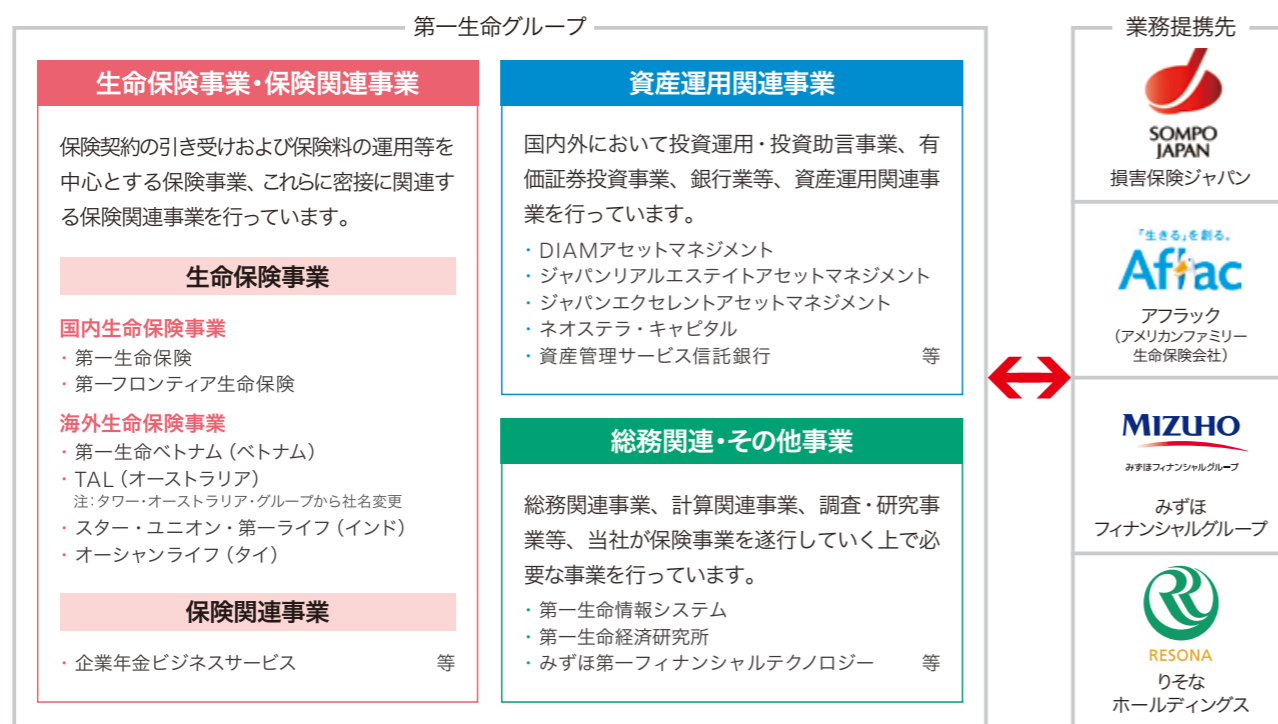 第一生命グループ
生命保険事業・保険関連事業
保険契約の引き受けおよび保険料の運用等を
中心とする保険事業、これらに密接に関連す
る保険関連事業を行っています。
生命保険事業
国内生命保険事業
・第一生命保険
・第一フロンティア生命保険
海外生命保険事業
・第一生命ベトナム（ベトナム）
・TAL（オーストラリア）
注：タワー・オーストラリア・グループから社名変更
・スター・ユニオン・第一ライフ（インド）
・オーシャンライフ（タイ）
保険関連事業
・企業年金ビジネスサービス 等
資産運用関連事業
国内外において投資運用・投資助言事業、有
価証券投資事業、銀行業等、資産運用関連事
業を行っています。
・DIAMアセットマネジメント
・ジャパンリアルエステイトアセットマネジメント
・ジャパンエクセレントアセットマネジメント
・ネオステラ・キャピタル
・資産管理サービス信託銀行 等
総務関連・その他事業
総務関連事業、計算関連事業、調査・研究事
業等、当社が保険事業を遂行していく上で必
要な事業を行っています。
・第一生命情報システム
・第一生命経済研究所
・みずほ第一フィナンシャルテクノロジー 等
業務提携先
SOMPO
JAPAN
損害保険ジャパン
「生きる」を創る。
Aflac
アフラック
（アメリカンファミリー
生命保険会社）
MIZUHO
みずほフィナンシャルグループ
みずほ
フィナンシャルグループ
RESONA
りそな
ホールディングス